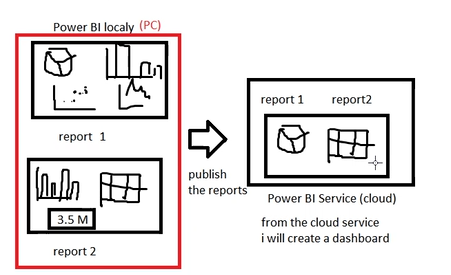 Power BI localy (PC)
report 1
3.5 M
report 2
publish
the reports
report 1 report2
Power BI Service (cloud)
from the cloud service
i will create a dashboard